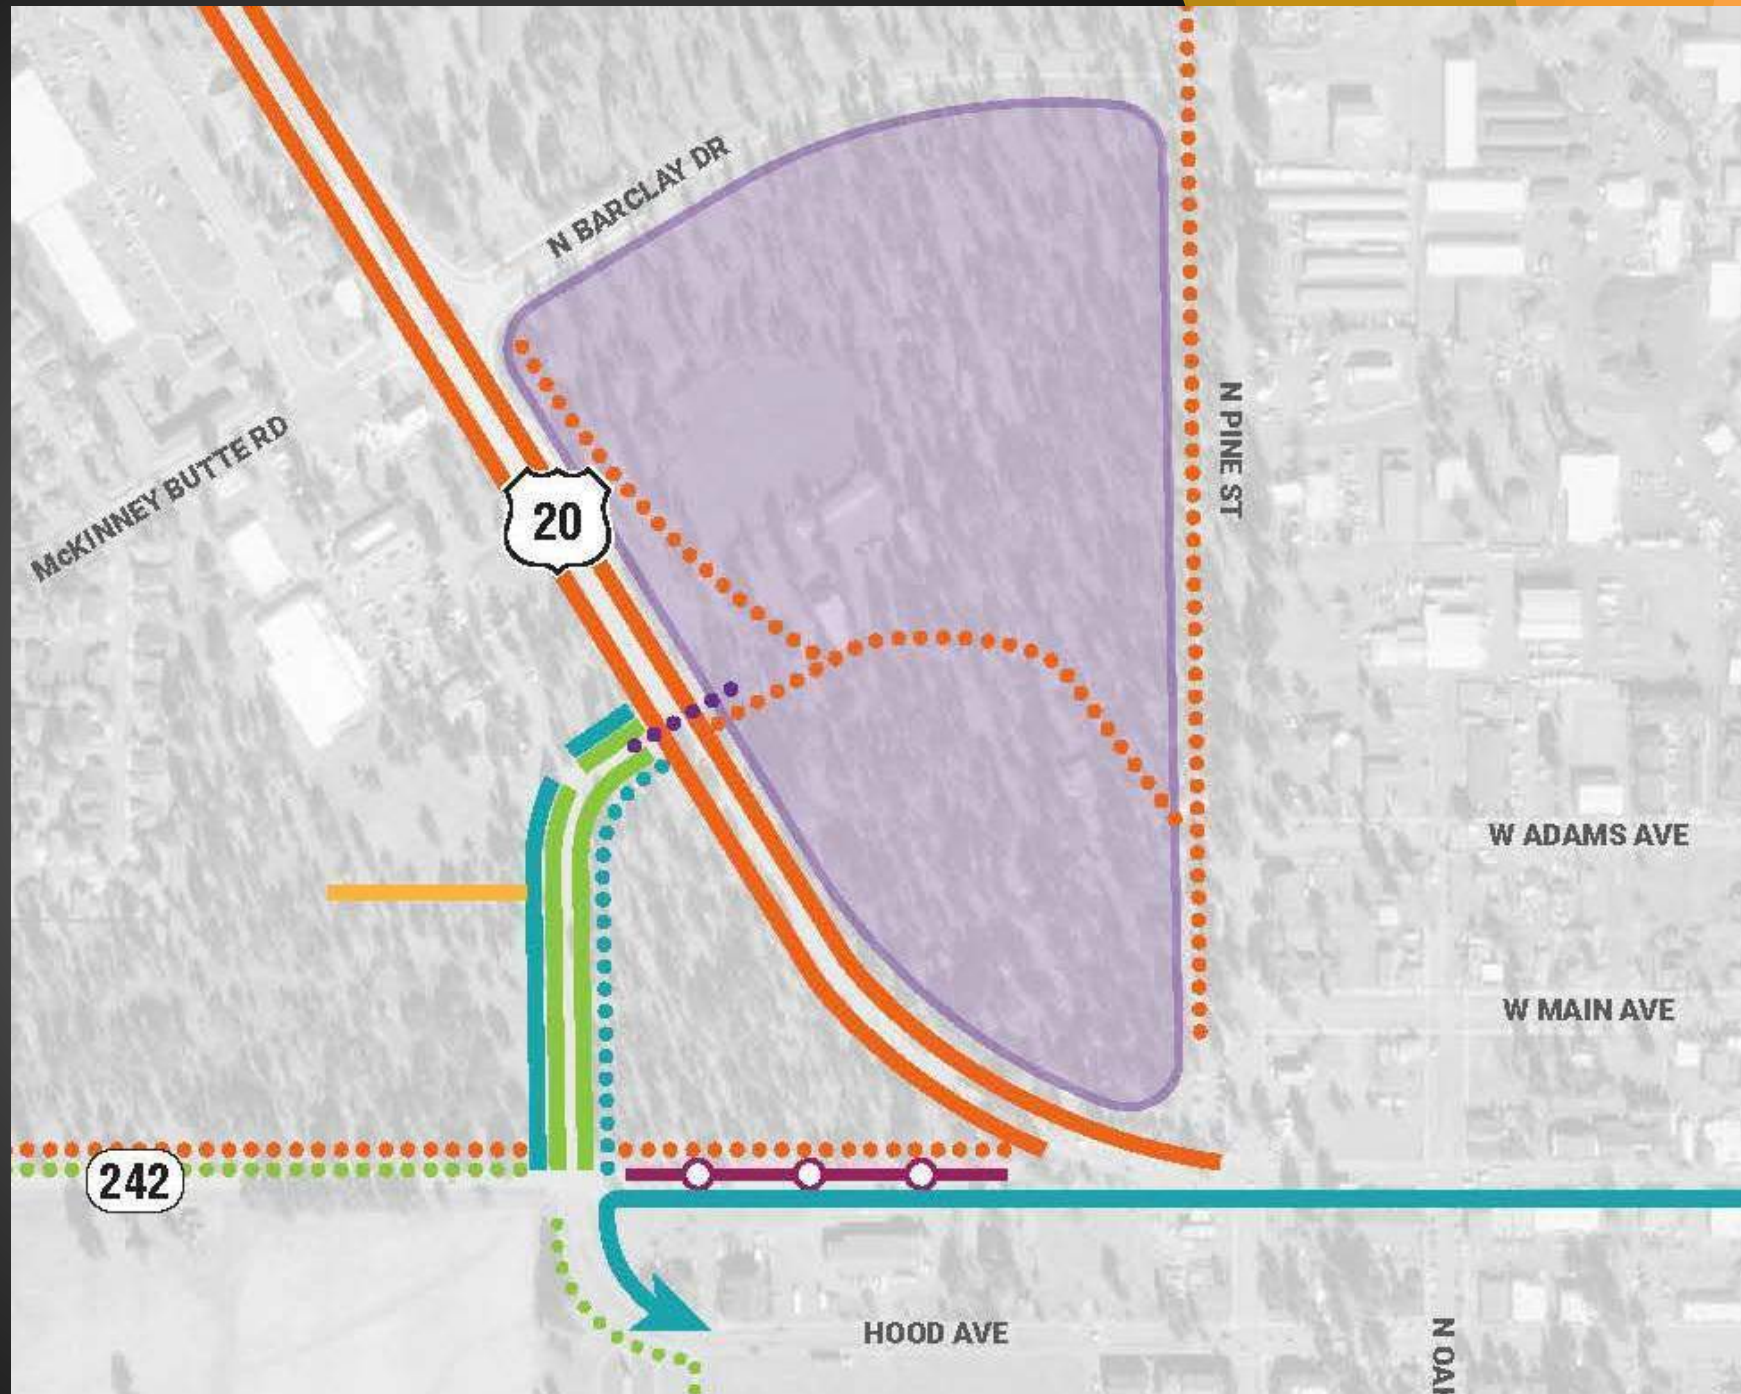 N BARCLAY DR
N PINE ST
McKINNEY BUTTE RD
20
W ADAMS AVE
W MAIN AVE
242
HOOD AVE